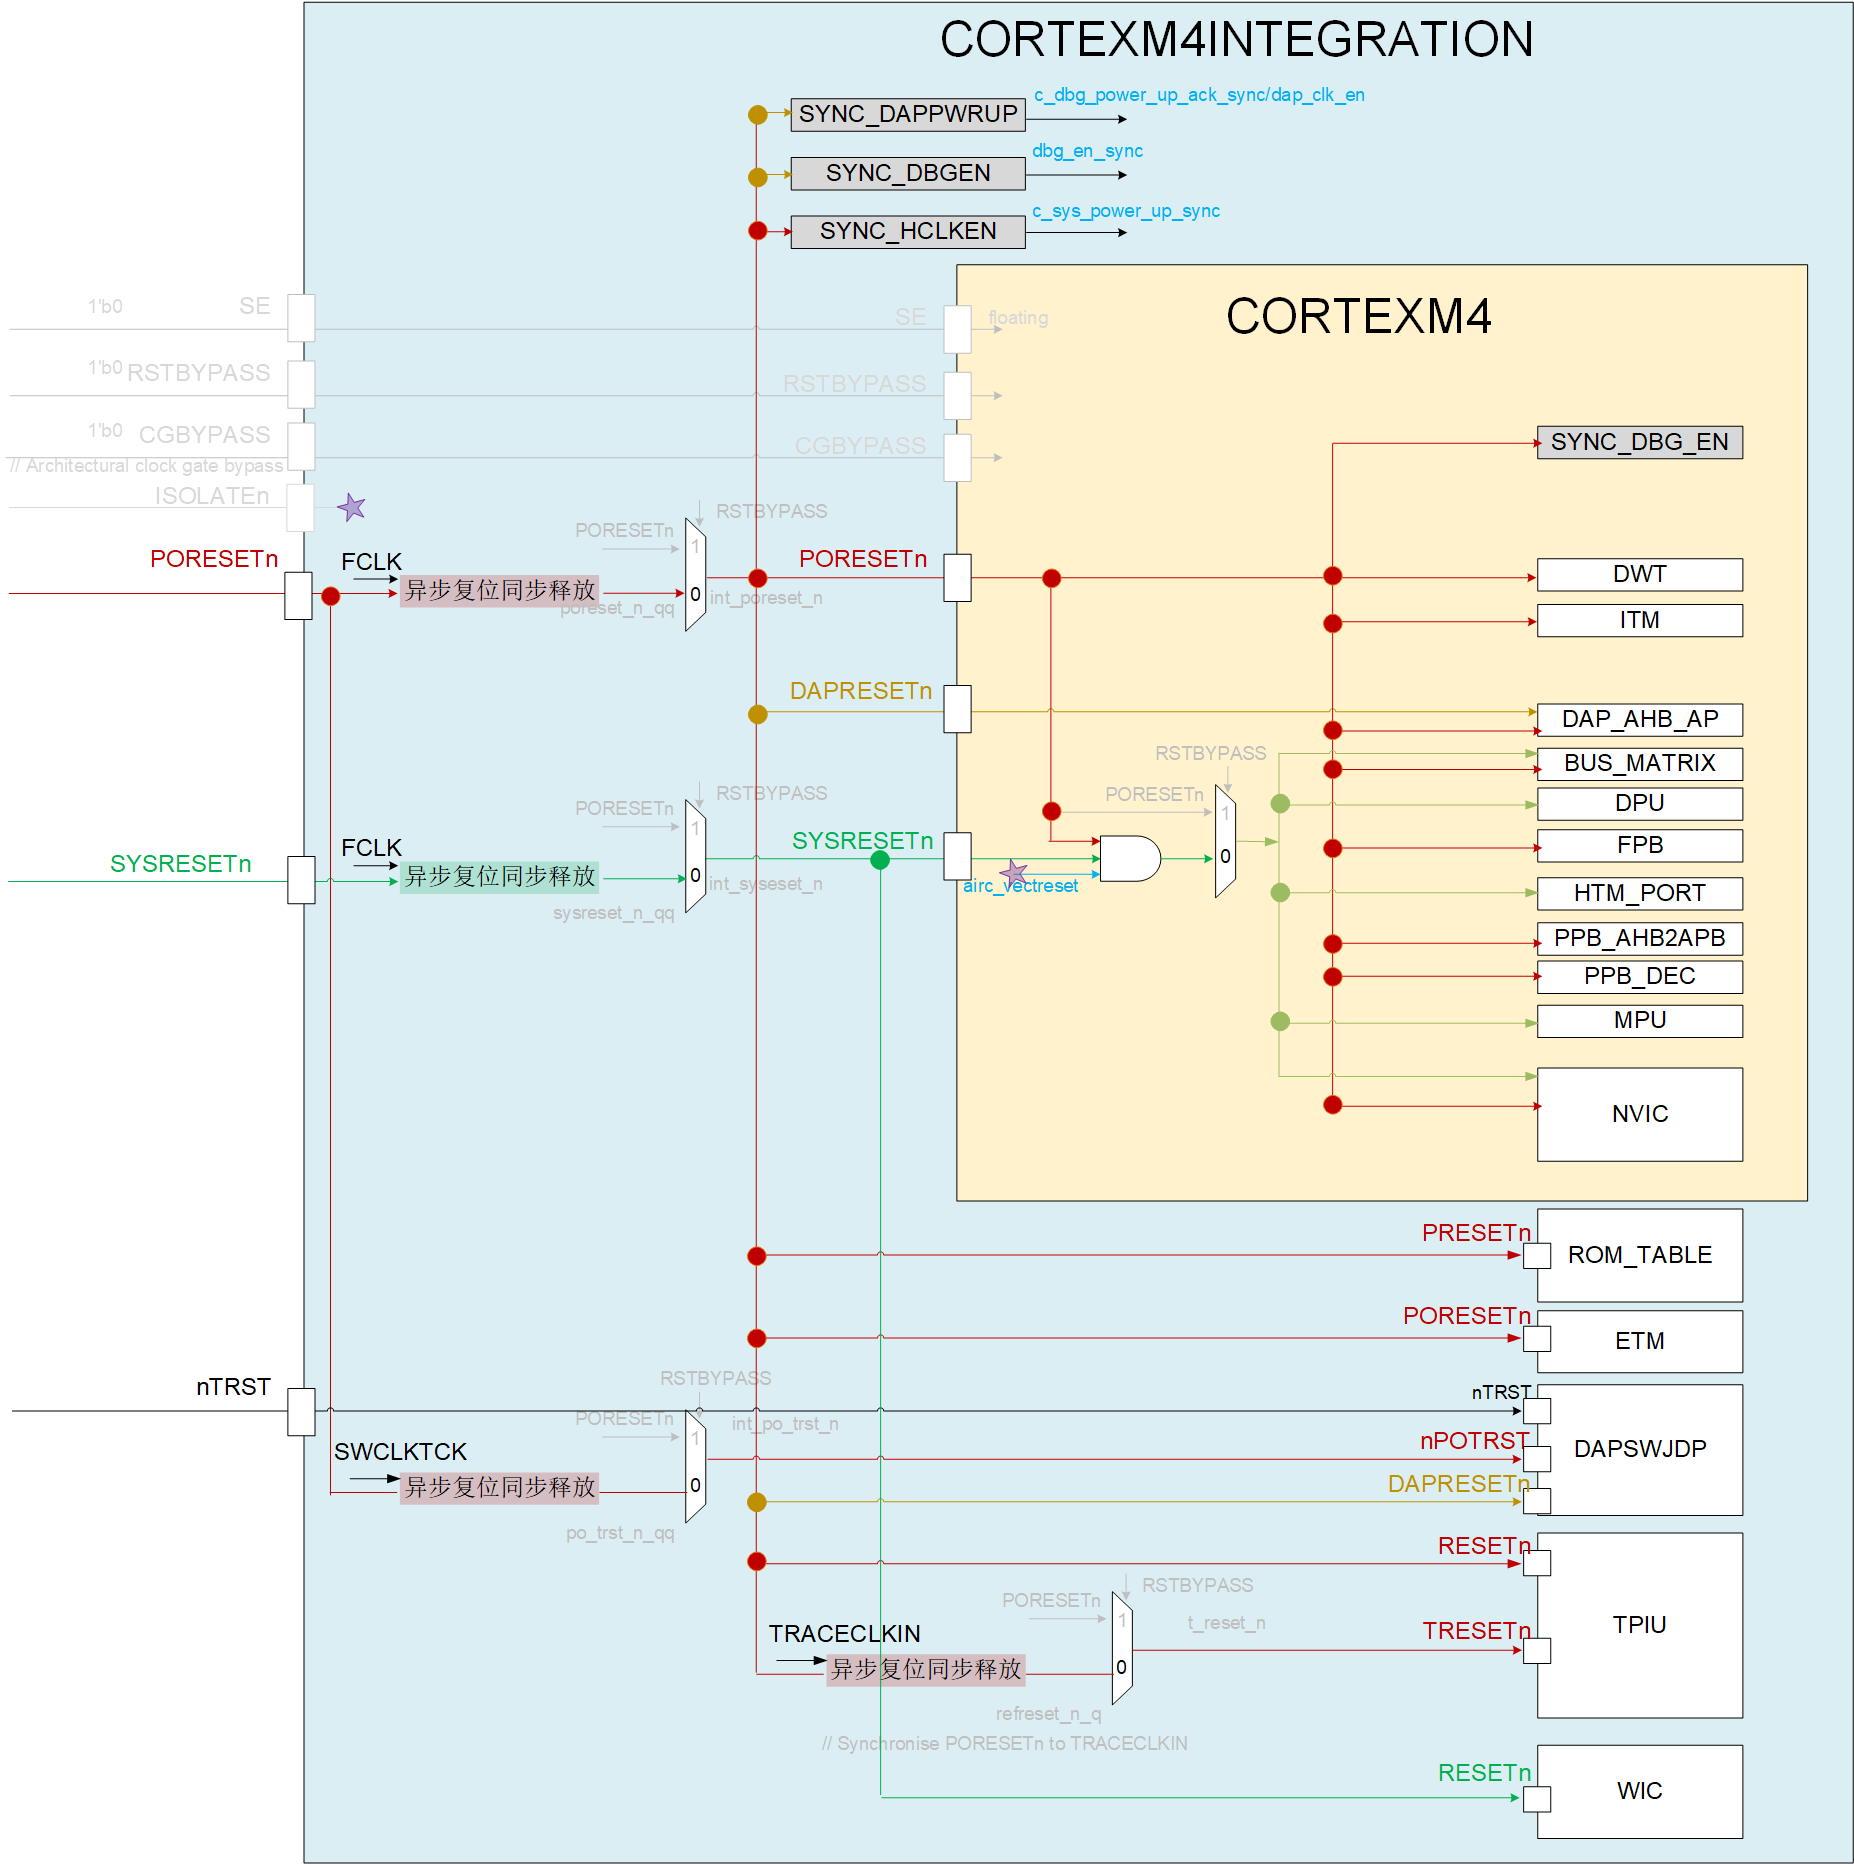 CORTEXM4INTEGRATION
c_dbg_power_up_ack_sync/dap_clk_en
SYNC_DAPPWRUP
dbg_en_sync
SYNC_DBGEN
c_sys_power_up_sync
SYNC_HCLKEN
CORTEXM4
1'b0 SE
SE floating
1'b0 RSTBYPASS
RSTBYPASS
1'b0 CGBYPASS
CGBYPASS
// Architectural clock gate bypass
ISOLATEn
SYNC_DBG_EN
RSTBYPASS
PORESETn
1
PORESETn
FCLK
PORESETn
异步复位同步释放
0
poreset_n_qq
int_poreset_n
DWT
ITM
DAPRESETn
DAP_AHB_AP
RSTBYPASS
BUS_MATRIX
PORESETn
1
DPU
RSTBYPASS
PORESETn
1
SYSRESETn
FCLK
SYSRESETn
异步复位同步释放
0
sysreset_n_qq
int_syseset_n
airc_vectreset
0
FPB
HTM_PORT
PPB_AHB2APB
PPB_DEC
MPU
NVIC
PRESETn
ROM_TABLE
PORESETn
ETM
nTRST
RSTBYPASS
PORESETn
1
int_po_trst_n
nTRST
SWCLKTCK
nPOTRST
DAPSWJDP
异步复位同步释放
0
DAPRESETn
po_trst_n_qq
RESETn
RSTBYPASS
PORESETn
1
t_reset_n
TRACECLKIN
TRESETn
TPIU
异步复位同步释放
0
refreset_n_q
// Synchronise PORESETn to TRACECLKIN
RESETn
WIC